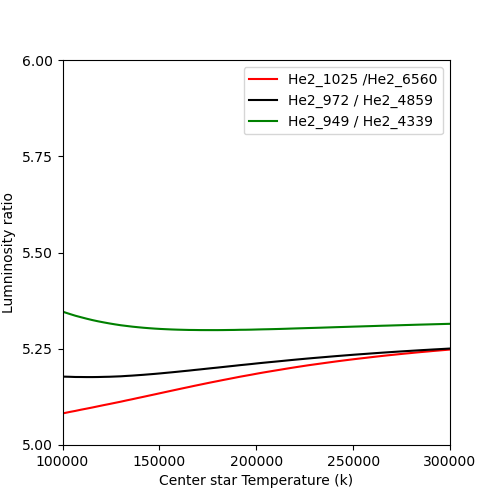 6.00
5.75
5.50
5.25
5.00
Lumninosity ratio
He2_1025 /He2_6560
He2_972 / He2_4859
He2_949 / He2_4339
100000 150000 200000 250000 300000
Center star Temperature (k)